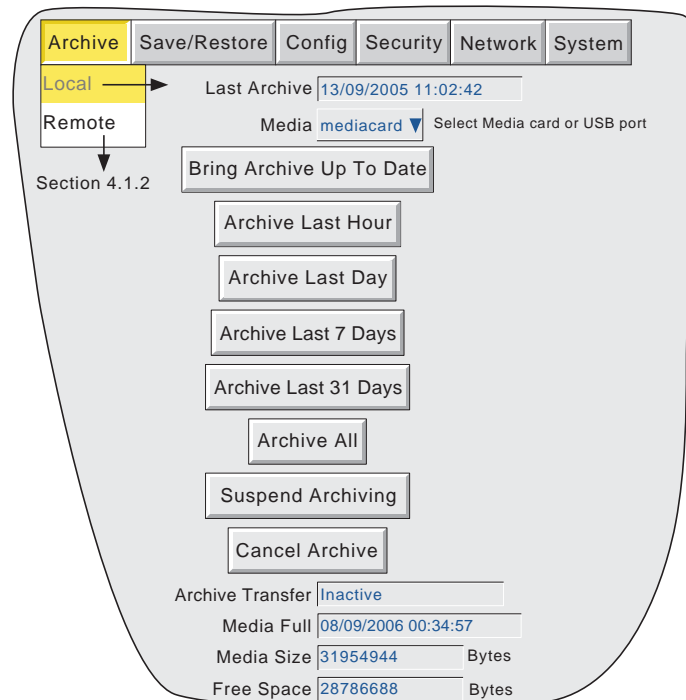 Archive Save/Restore Config Security Network System
Local
Remote
Section 4.1.2
Last Archive 13/09/2005 11:02:42
Media mediacard Select Media card or USB port
Bring Archive Up To Date
Archive Last Hour
Archive Last Day
Archive Last 7 Days
Archive Last 31 Days
Archive All
Suspend Archiving
Cancel Archive
Archive Transfer Inactive
Media Full 08/09/2006 00:34:57
Media Size 31954944 Bytes
Free Space 28786688 Bytes